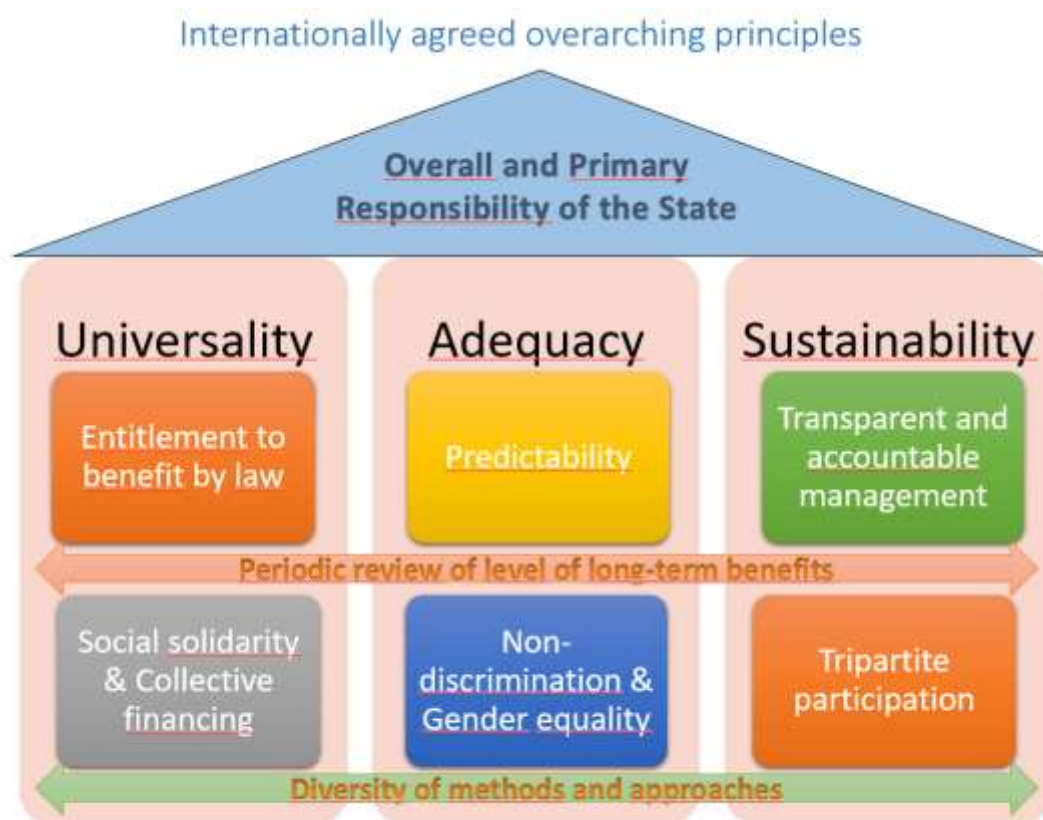 Internationally agreed overarching principles
Overall and Primary
Responsibility of the State
Universality
Adequacy
Sustainability
Entitlement to
benefit by law
Predictability
Transparent and
accountable
management
Periodic review of level of long-term benefits
Social solidarity
& Collective
financing
Non-
discrimination &
Gender equality
Tripartite
participation
Diversity of methods and approaches